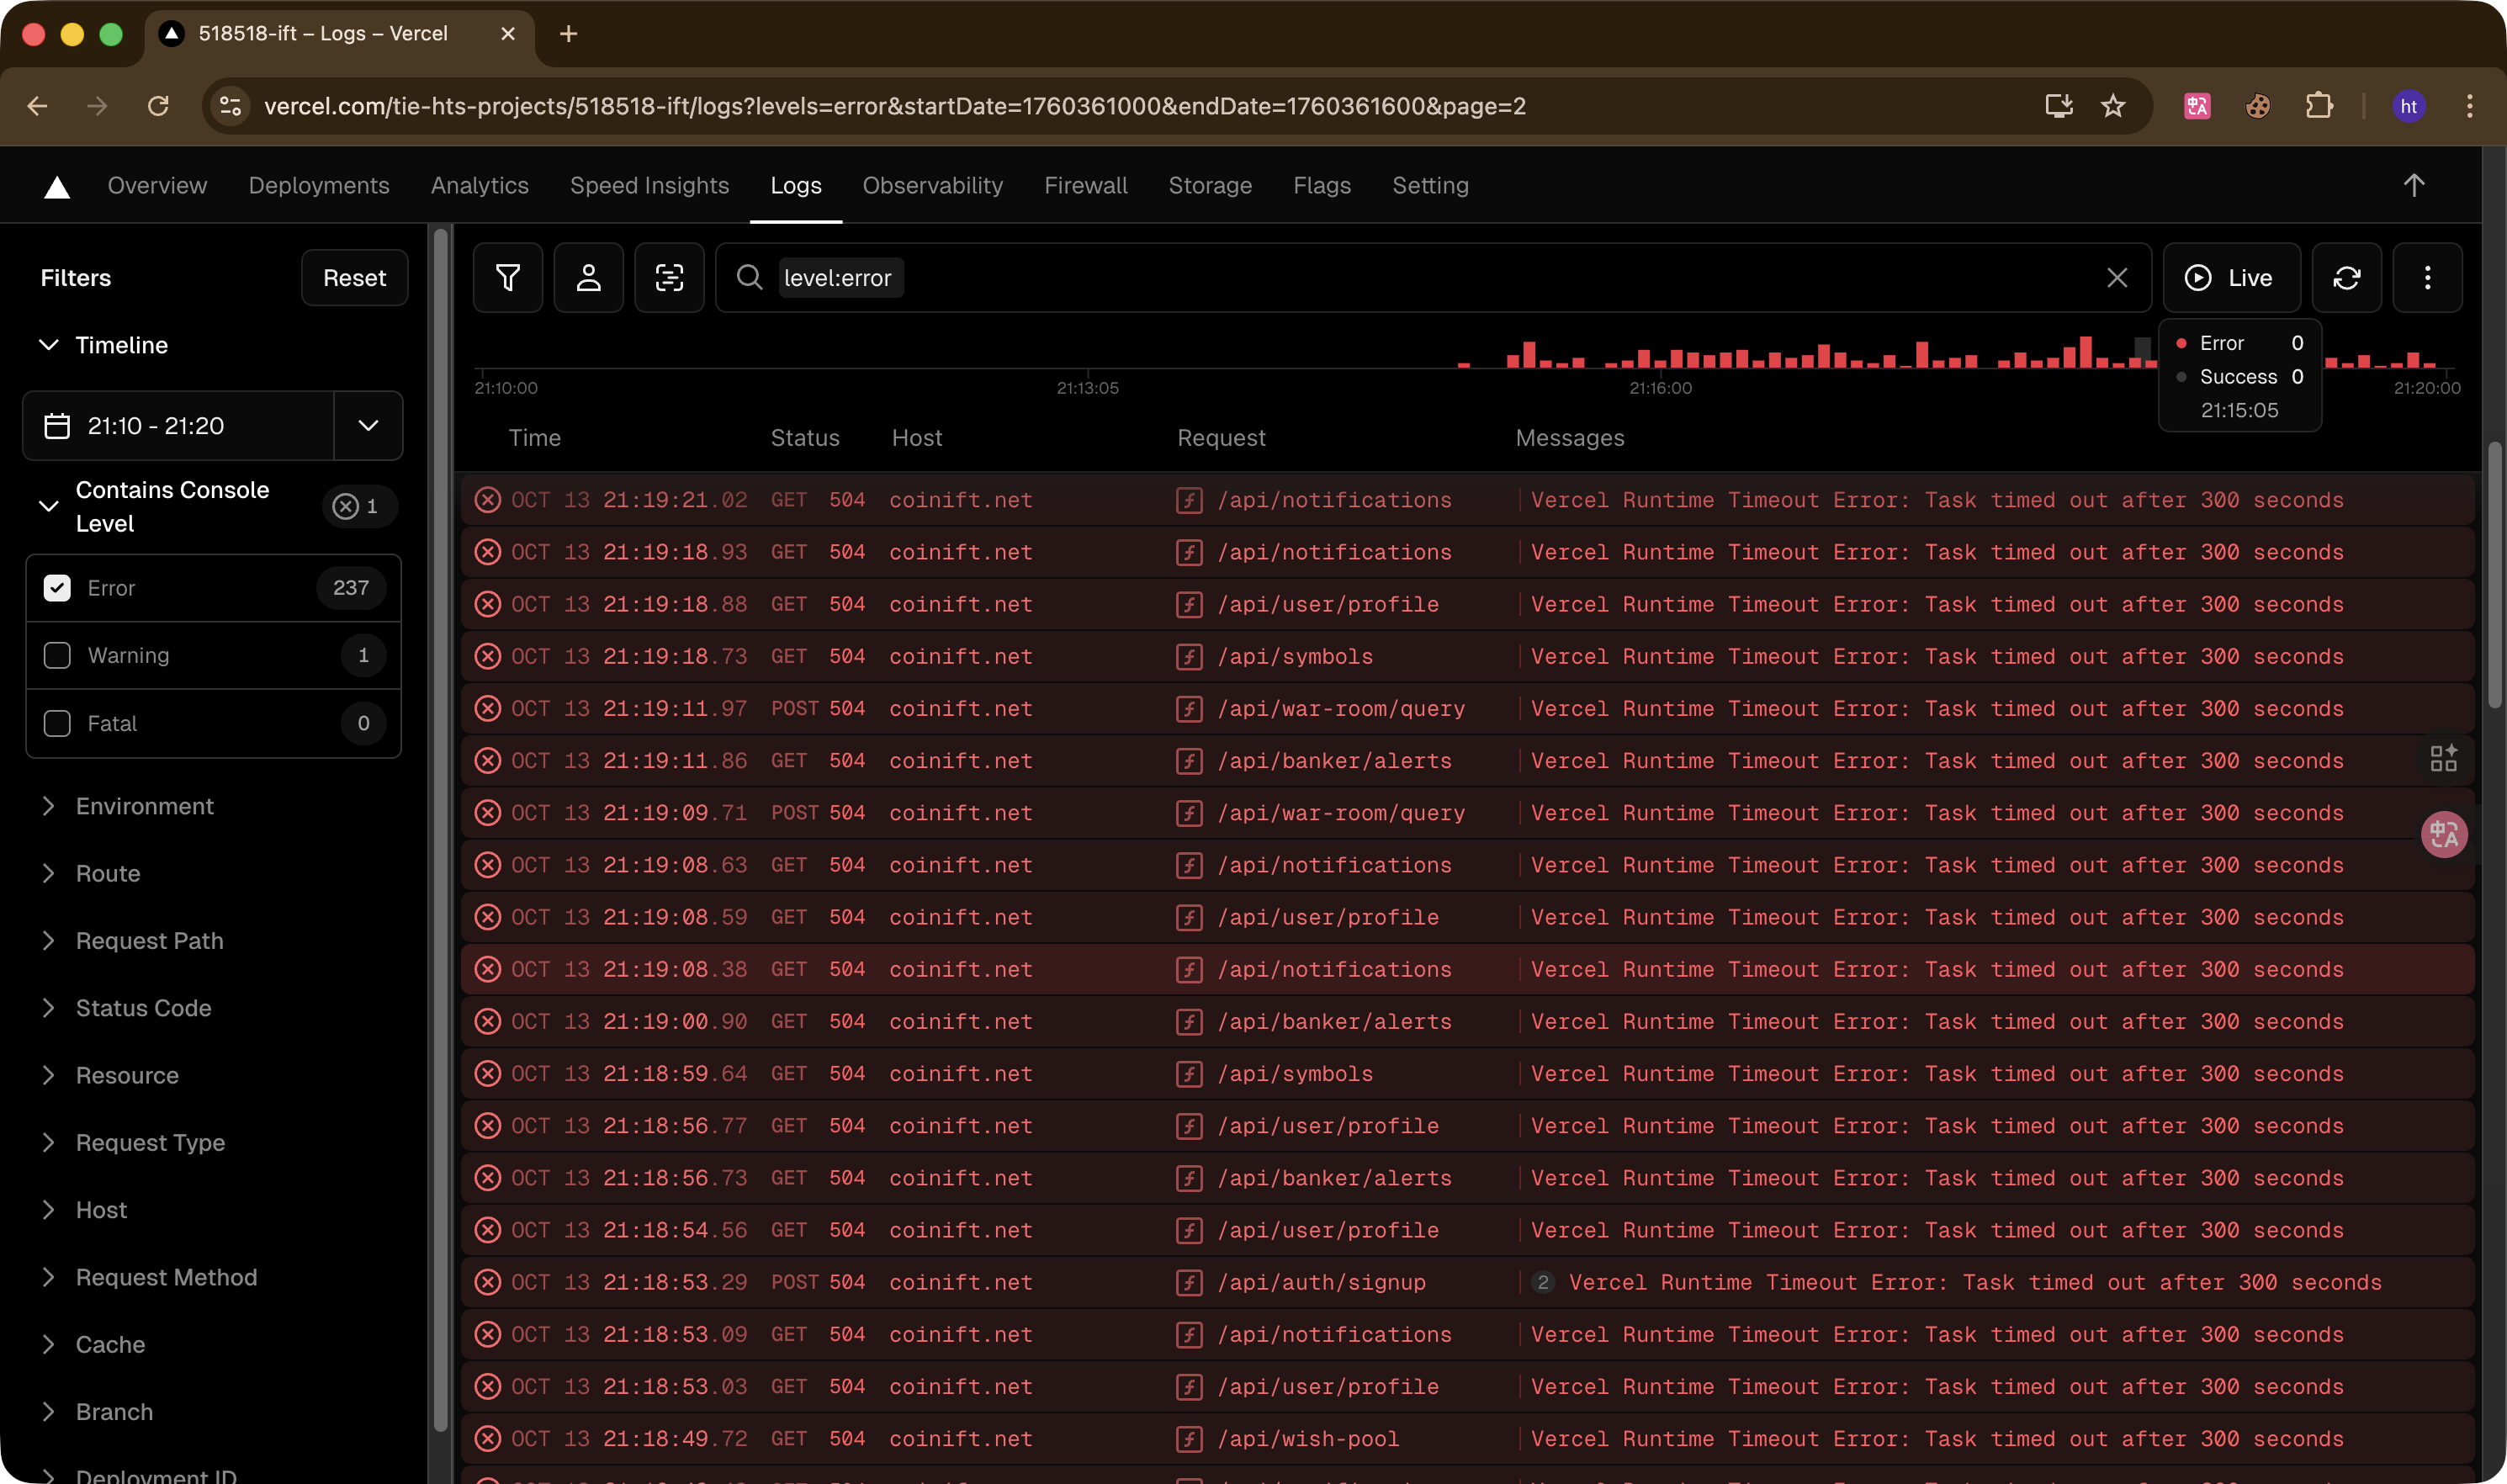 518518-ift – Logs – Vercel
vercel.com/tie-hts-projects/518518-ift/logs?levels=error&startDate=1760361000&endDate=1760361600&page=2
ht
Overview Deployments Analytics Speed Insights Logs Observability Firewall Storage Flags Setting
Filters
Reset
Timeline
21:10 - 21:20
Contains Console
Level
1
Error 237
Warning 1
Fatal 0
Environment
Route
Request Path
Status Code
Resource
Request Type
Host
Request Method
Cache
Branch
Deployment ID
level:error
Live
21:10:00 21:13:05 21:16:00 21:20:00
Error 0
Success 0
21:15:05
Time Status Host Request Messages
OCT 13 21:19:21.02 GET 504 coinift.net /api/notifications Vercel Runtime Timeout Error: Task timed out after 300 seconds
OCT 13 21:19:18.93 GET 504 coinift.net /api/notifications Vercel Runtime Timeout Error: Task timed out after 300 seconds
OCT 13 21:19:18.88 GET 504 coinift.net /api/user/profile Vercel Runtime Timeout Error: Task timed out after 300 seconds
OCT 13 21:19:18.73 GET 504 coinift.net /api/symbols Vercel Runtime Timeout Error: Task timed out after 300 seconds
OCT 13 21:19:11.97 POST 504 coinift.net /api/war-room/query Vercel Runtime Timeout Error: Task timed out after 300 seconds
OCT 13 21:19:11.86 GET 504 coinift.net /api/banker/alerts Vercel Runtime Timeout Error: Task timed out after 300 seconds
OCT 13 21:19:09.71 POST 504 coinift.net /api/war-room/query Vercel Runtime Timeout Error: Task timed out after 300 seconds
OCT 13 21:19:08.63 GET 504 coinift.net /api/notifications Vercel Runtime Timeout Error: Task timed out after 300 seconds
OCT 13 21:19:08.59 GET 504 coinift.net /api/user/profile Vercel Runtime Timeout Error: Task timed out after 300 seconds
OCT 13 21:19:08.38 GET 504 coinift.net /api/notifications Vercel Runtime Timeout Error: Task timed out after 300 seconds
OCT 13 21:19:00.90 GET 504 coinift.net /api/banker/alerts Vercel Runtime Timeout Error: Task timed out after 300 seconds
OCT 13 21:18:59.64 GET 504 coinift.net /api/symbols Vercel Runtime Timeout Error: Task timed out after 300 seconds
OCT 13 21:18:56.77 GET 504 coinift.net /api/user/profile Vercel Runtime Timeout Error: Task timed out after 300 seconds
OCT 13 21:18:56.73 GET 504 coinift.net /api/banker/alerts Vercel Runtime Timeout Error: Task timed out after 300 seconds
OCT 13 21:18:54.56 GET 504 coinift.net /api/user/profile Vercel Runtime Timeout Error: Task timed out after 300 seconds
OCT 13 21:18:53.29 POST 504 coinift.net /api/auth/signup 2 Vercel Runtime Timeout Error: Task timed out after 300 seconds
OCT 13 21:18:53.09 GET 504 coinift.net /api/notifications Vercel Runtime Timeout Error: Task timed out after 300 seconds
OCT 13 21:18:53.03 GET 504 coinift.net /api/user/profile Vercel Runtime Timeout Error: Task timed out after 300 seconds
OCT 13 21:18:49.72 GET 504 coinift.net /api/wish-pool Vercel Runtime Timeout Error: Task timed out after 300 seconds